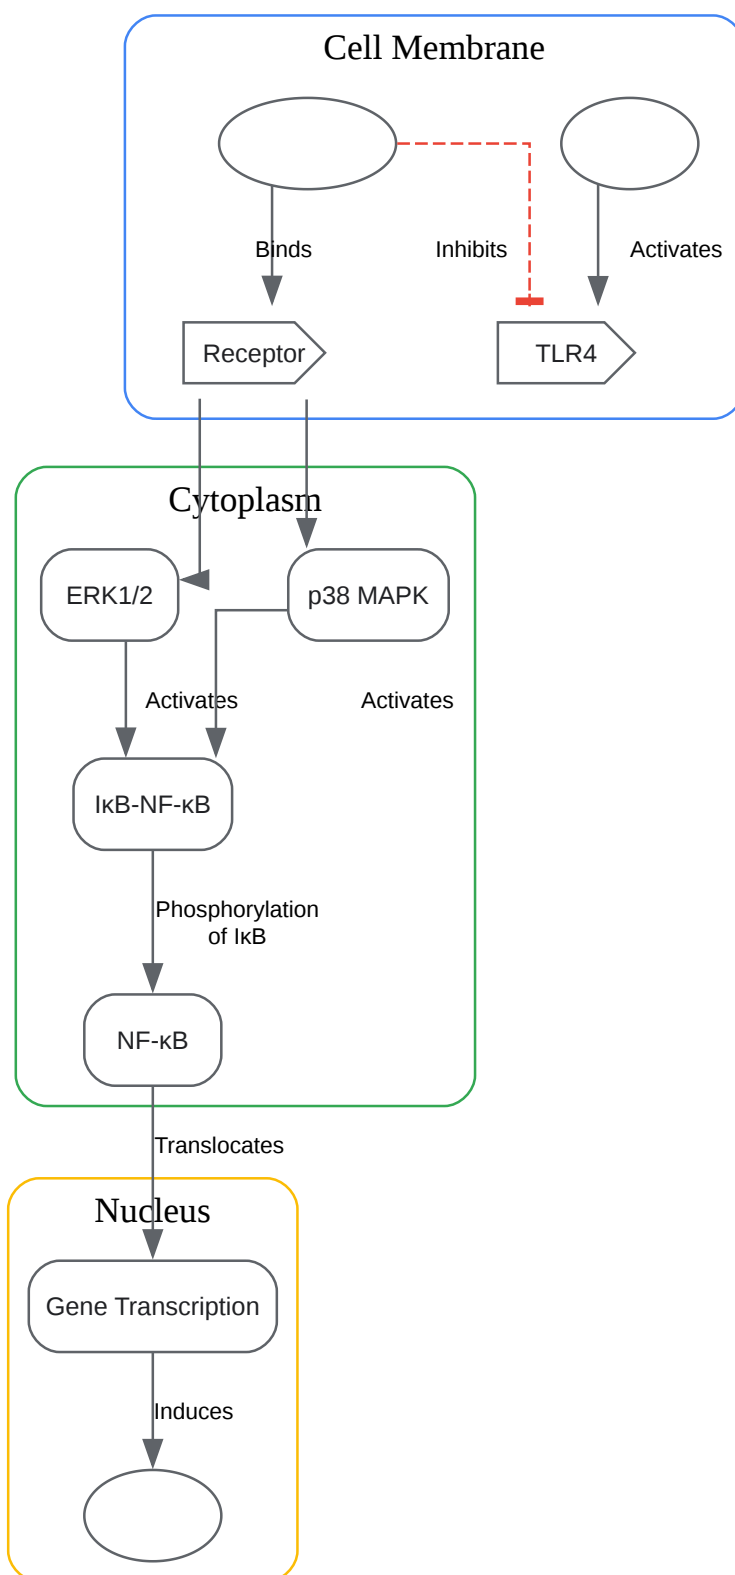 Cell Membrane
Binds
Inhibits
Activates
Receptor
TLR4
Cytoplasm
ERK1/2
p38 MAPK
Activates
Activates
IκB-NF-κB
Phosphorylation
of IκB
NF-κB
Translocates
Nucleus
Gene Transcription
Induces